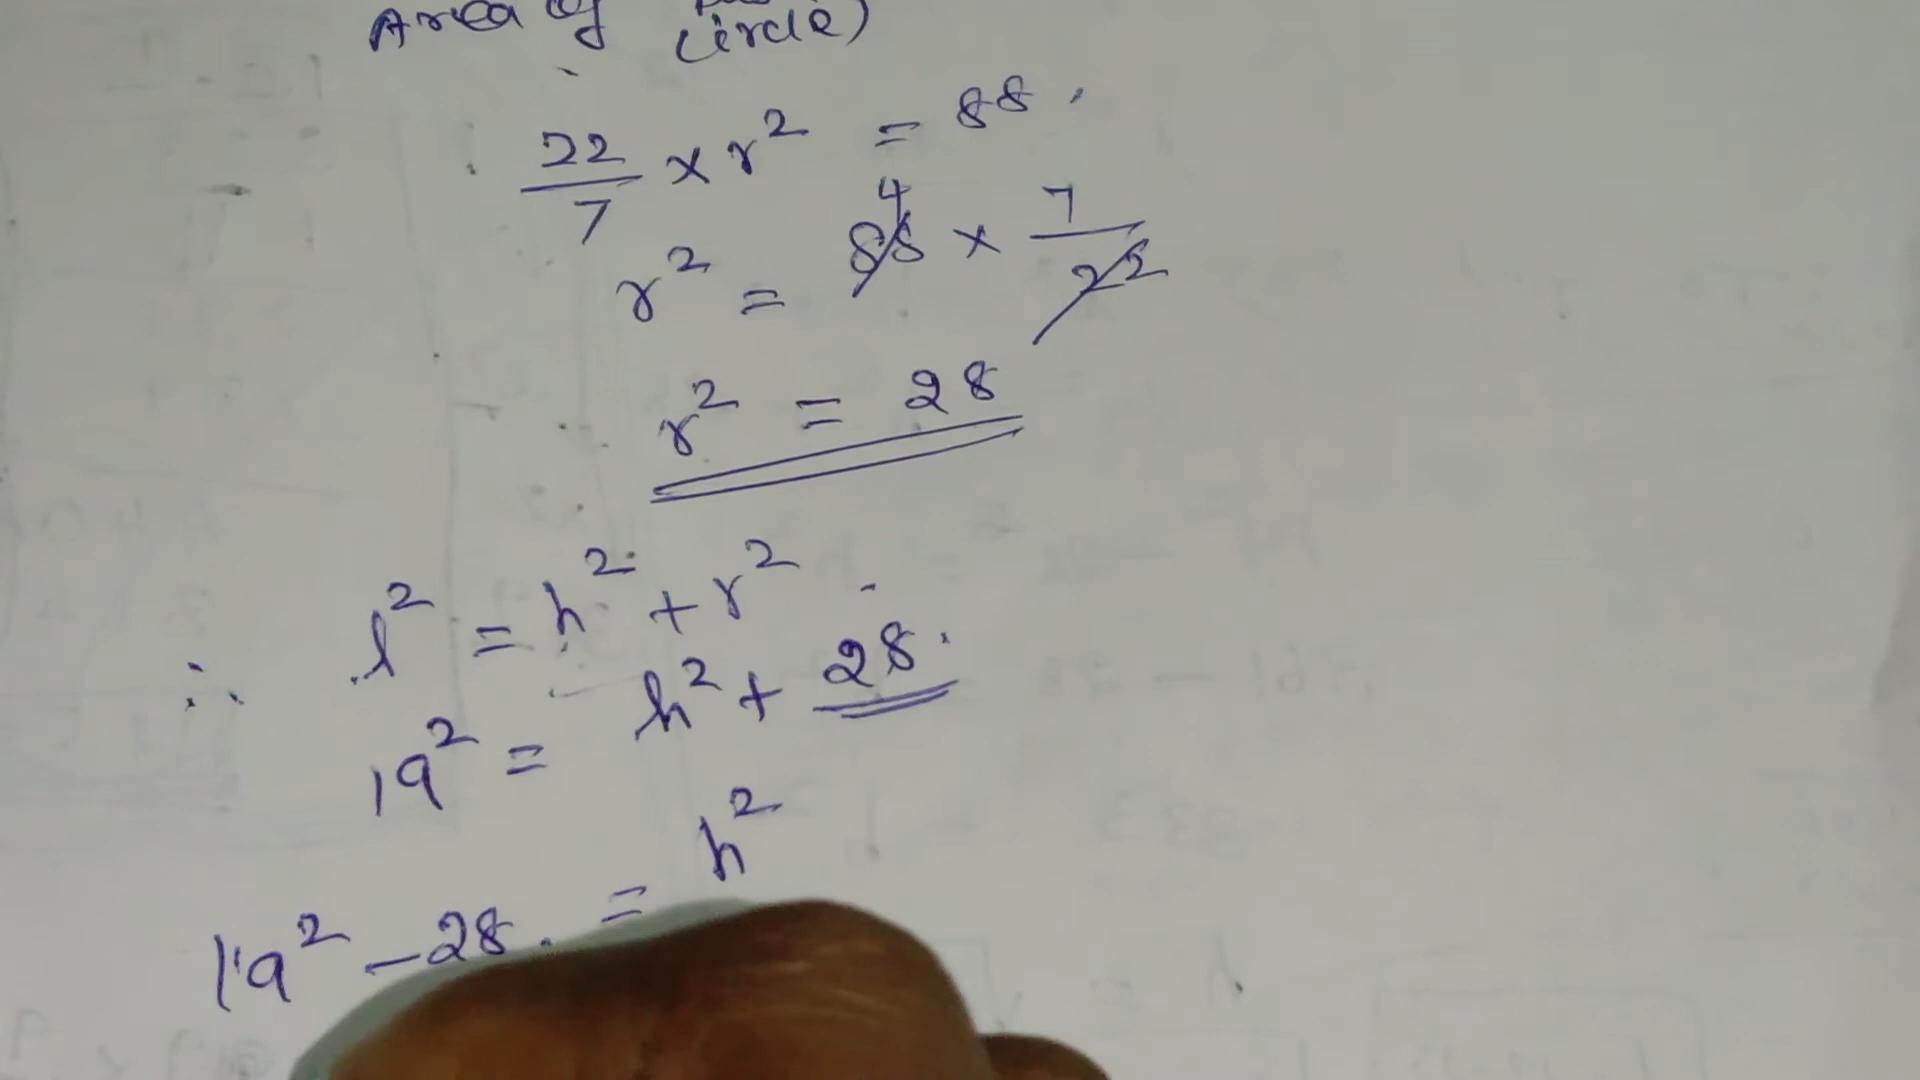 Area of
circle)
22/7 × r² = 88.
r² = 88 4 × 7/22
r² = 28
∴ l² = h² + r².
19² = h² + 28.
19² − 28. = h²